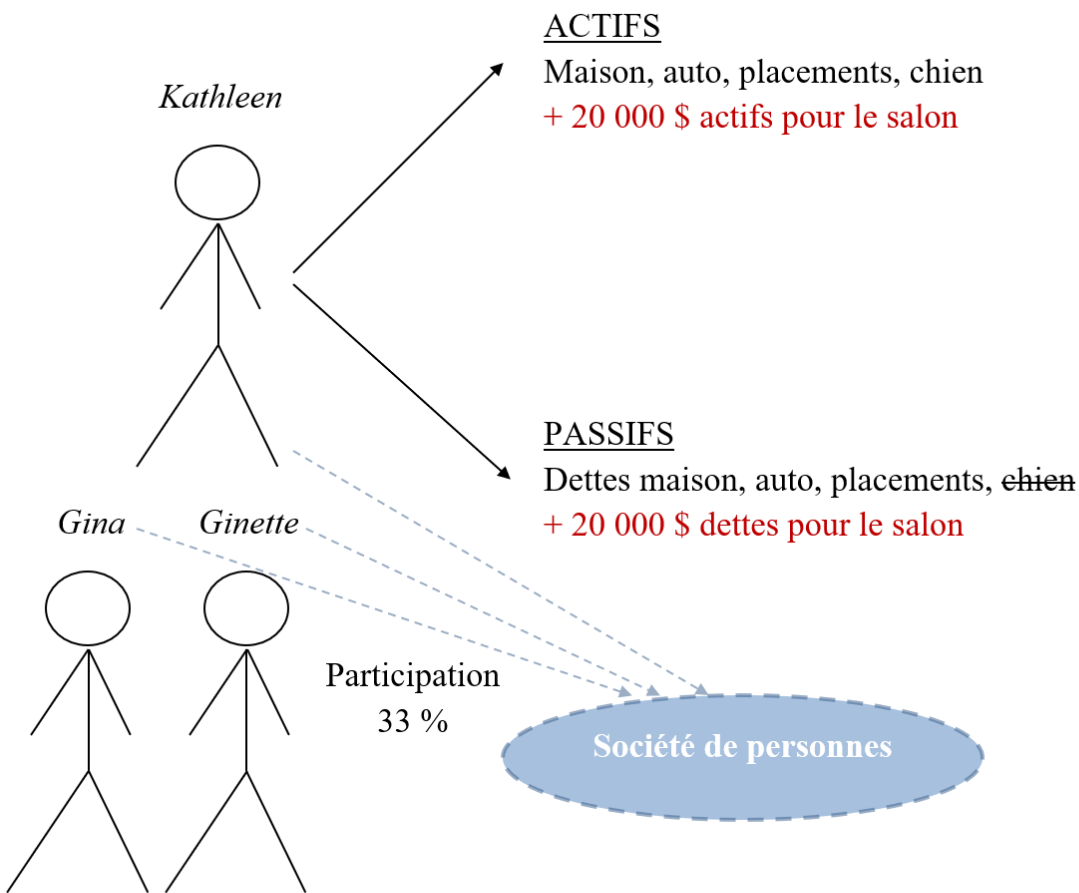 ACTIFS
Maison, auto, placements, chien
+ 20 000 $ actifs pour le salon
Kathleen
PASSIFS
Dettes maison, auto, placements, chien
+ 20 000 $ dettes pour le salon
Gina
Ginette
Participation
33 %
Société de personnes